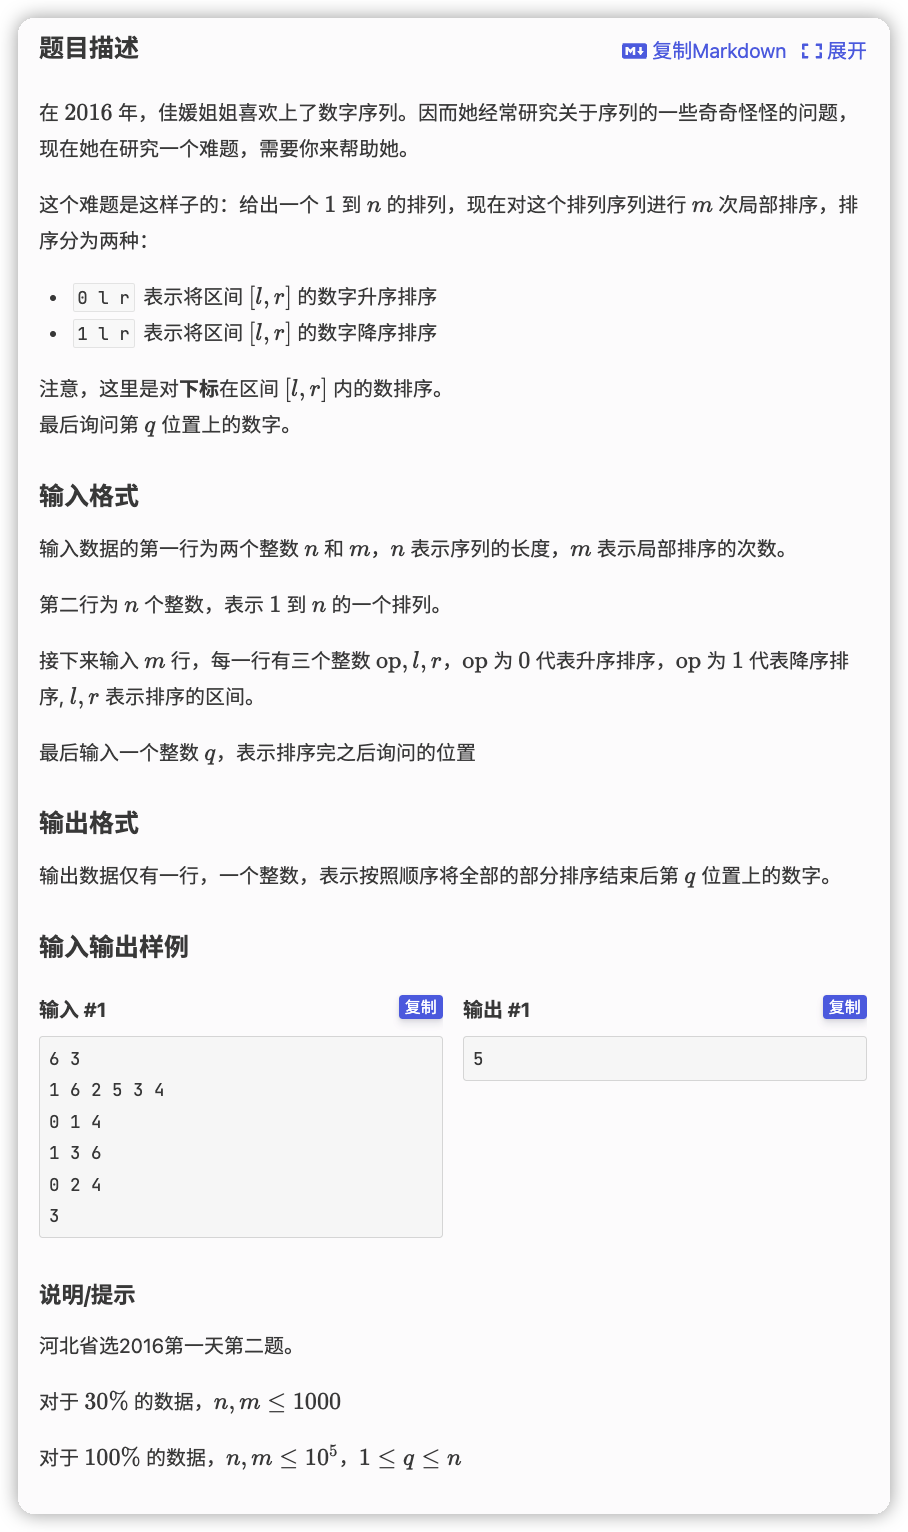 题目描述
复制Markdown 展开
在 2016 年，佳媛姐姐喜欢上了数字序列。因而她经常研究关于序列的一些奇奇怪怪的问题，
现在她在研究一个难题，需要你来帮助她。
这个难题是这样子的：给出一个 1 到 n 的排列，现在对这个排列序列进行 m 次局部排序，排
序分为两种：
• 0 l r 表示将区间 [l, r] 的数字升序排序
• 1 l r 表示将区间 [l, r] 的数字降序排序
注意，这里是对下标在区间 [l, r] 内的数排序。
最后询问第 q 位置上的数字。
输入格式
输入数据的第一行为两个整数 n 和 m，n 表示序列的长度，m 表示局部排序的次数。
第二行为 n 个整数，表示 1 到 n 的一个排列。
接下来输入 m 行，每一行有三个整数 op, l, r，op 为 0 代表升序排序，op 为 1 代表降序排
序, l, r 表示排序的区间。
最后输入一个整数 q，表示排序完之后询问的位置
输出格式
输出数据仅有一行，一个整数，表示按照顺序将全部的部分排序结束后第 q 位置上的数字。
输入输出样例
输入 #1 复制
6 3
1 6 2 5 3 4
0 1 4
1 3 6
0 2 4
3
输出 #1 复制
5
说明/提示
河北省选2016第一天第二题。
对于 30% 的数据，n, m ≤ 1000
对于 100% 的数据，n, m ≤ 10⁵，1 ≤ q ≤ n